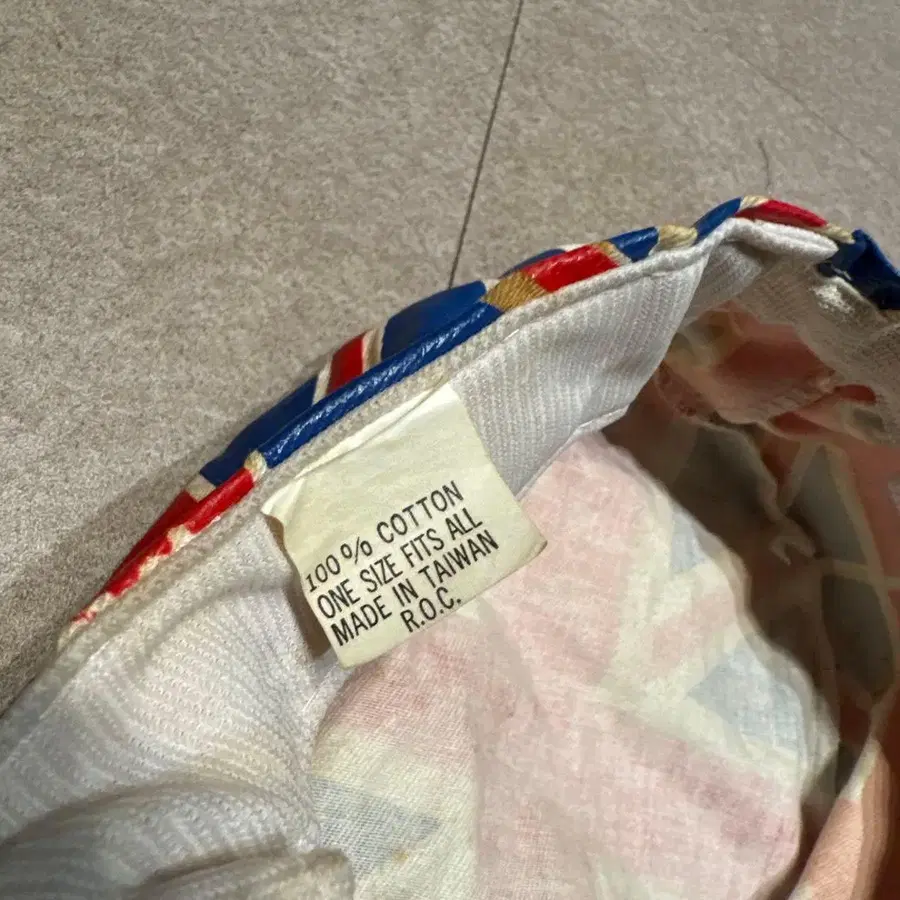 100% COTTON
ONE SIZE FITS ALL
MADE IN TAIWAN
R.O.C.